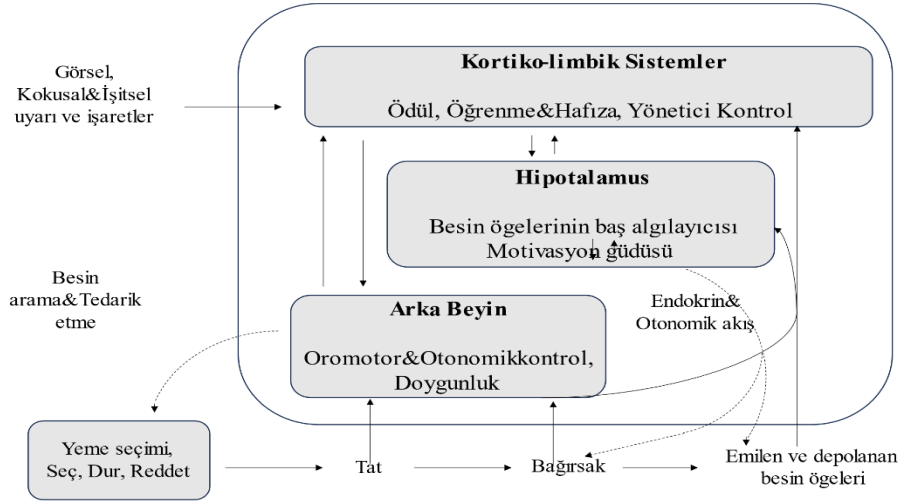 Kortiko-limbik Sistemler
Ödül, Öğrenme&Hafıza, Yönetici Kontrol
Görsel,
Kokusal&İşitsel
uyarı ve işaretler
Hipotalamus
Besin ögelerinin baş algılayıcısı
Motivasyon güdüsü
Besin
arama&Tedarik
etme
Arka Beyin
Oromotor&Otonomikkontrol,
Doygunluk
Endokrin&
Otonomik akış
Yeme seçimi,
Seç, Dur, Reddet
Tat
Bağırsak
Emilen ve depolanan
besin ögeleri